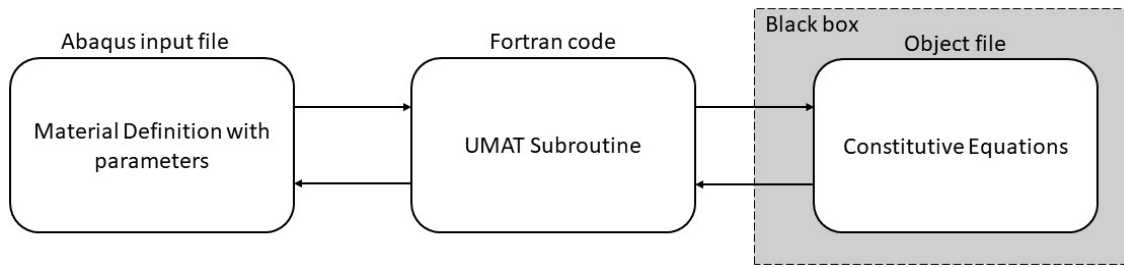 Black box
Abaqus input file
Fortran code
Object file
Material Definition with
parameters
UMAT Subroutine
Constitutive Equations